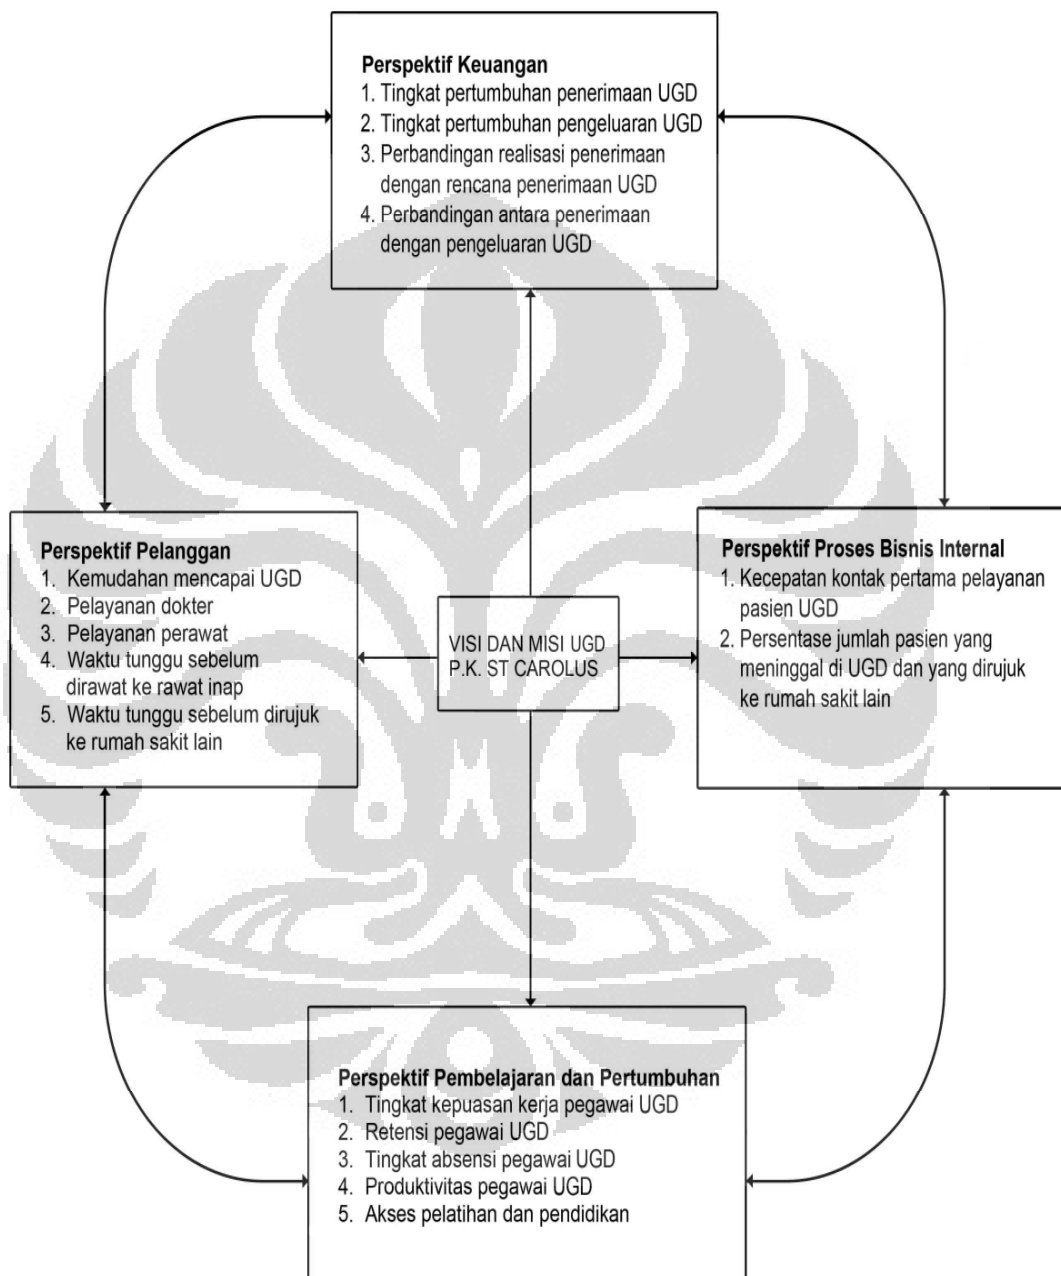 Perspektif Keuangan
1. Tingkat pertumbuhan penerimaan UGD
2. Tingkat pertumbuhan pengeluaran UGD
3. Perbandingan realisasi penerimaan
dengan rencana penerimaan UGD
4. Perbandingan antara penerimaan
dengan pengeluaran UGD
Perspektif Pelanggan
1. Kemudahan mencapai UGD
2. Pelayanan dokter
3. Pelayanan perawat
4. Waktu tunggu sebelum
dirawat ke rawat inap
5. Waktu tunggu sebelum dirujuk
ke rumah sakit lain
VISI DAN MISI UGD
P.K. ST CAROLUS
Perspektif Proses Bisnis Internal
1. Kecepatan kontak pertama pelayanan
pasien UGD
2. Persentase jumlah pasien yang
meninggal di UGD dan yang dirujuk
ke rumah sakit lain
Perspektif Pembelajaran dan Pertumbuhan
1. Tingkat kepuasan kerja pegawai UGD
2. Retensi pegawai UGD
3. Tingkat absensi pegawai UGD
4. Produktivitas pegawai UGD
5. Akses pelatihan dan pendidikan